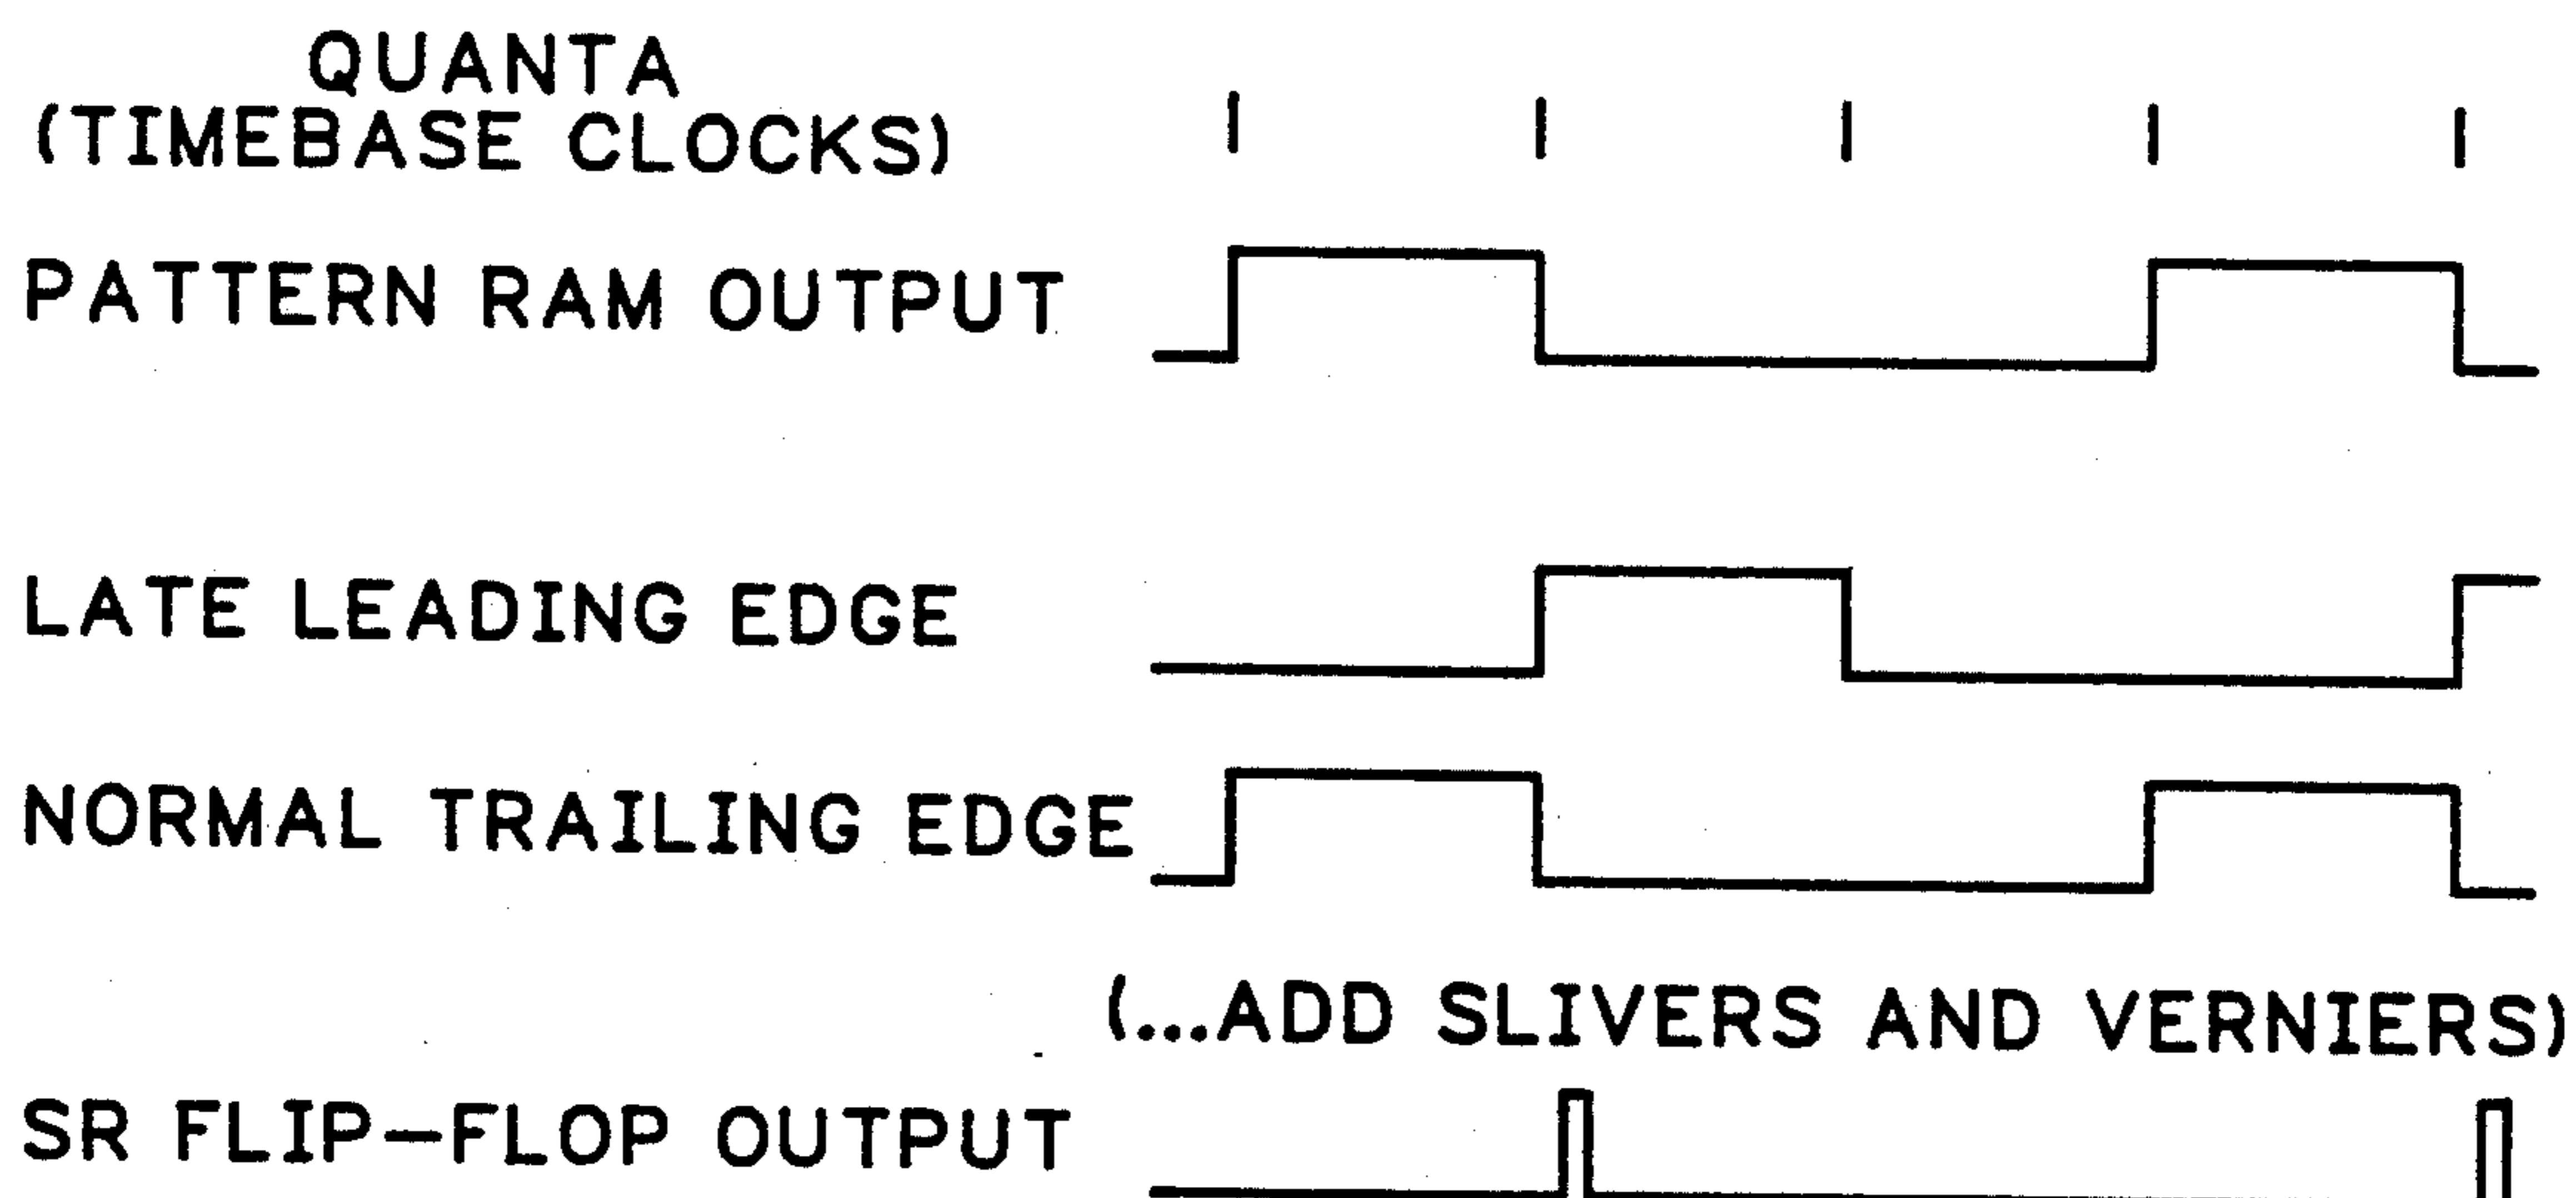 QUANTA
(TIMEBASE CLOCKS)
PATTERN RAM OUTPUT
LATE LEADING EDGE
NORMAL TRAILING EDGE
(...ADD SLIVERS AND VERNIERS)
SR FLIP-FLOP OUTPUT